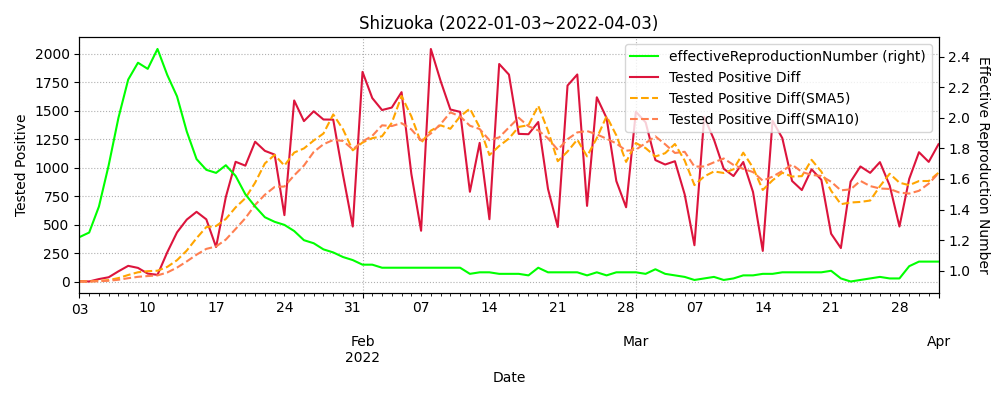 Shizuoka (2022-01-03~2022-04-03)
effectiveReproductionNumber (right)
Tested Positive Diff
Tested Positive Diff(SMA5)
Tested Positive Diff(SMA10)
Tested Positive
2000
1750
1500
1250
1000
750
500
250
0
2.4
2.2
2.0
1.8
1.6
1.4
1.2
1.0
Effective Reproduction Number
03 10 17 24 31 07 14 21 28 07 14 21 28
Feb Mar Apr
2022
Date